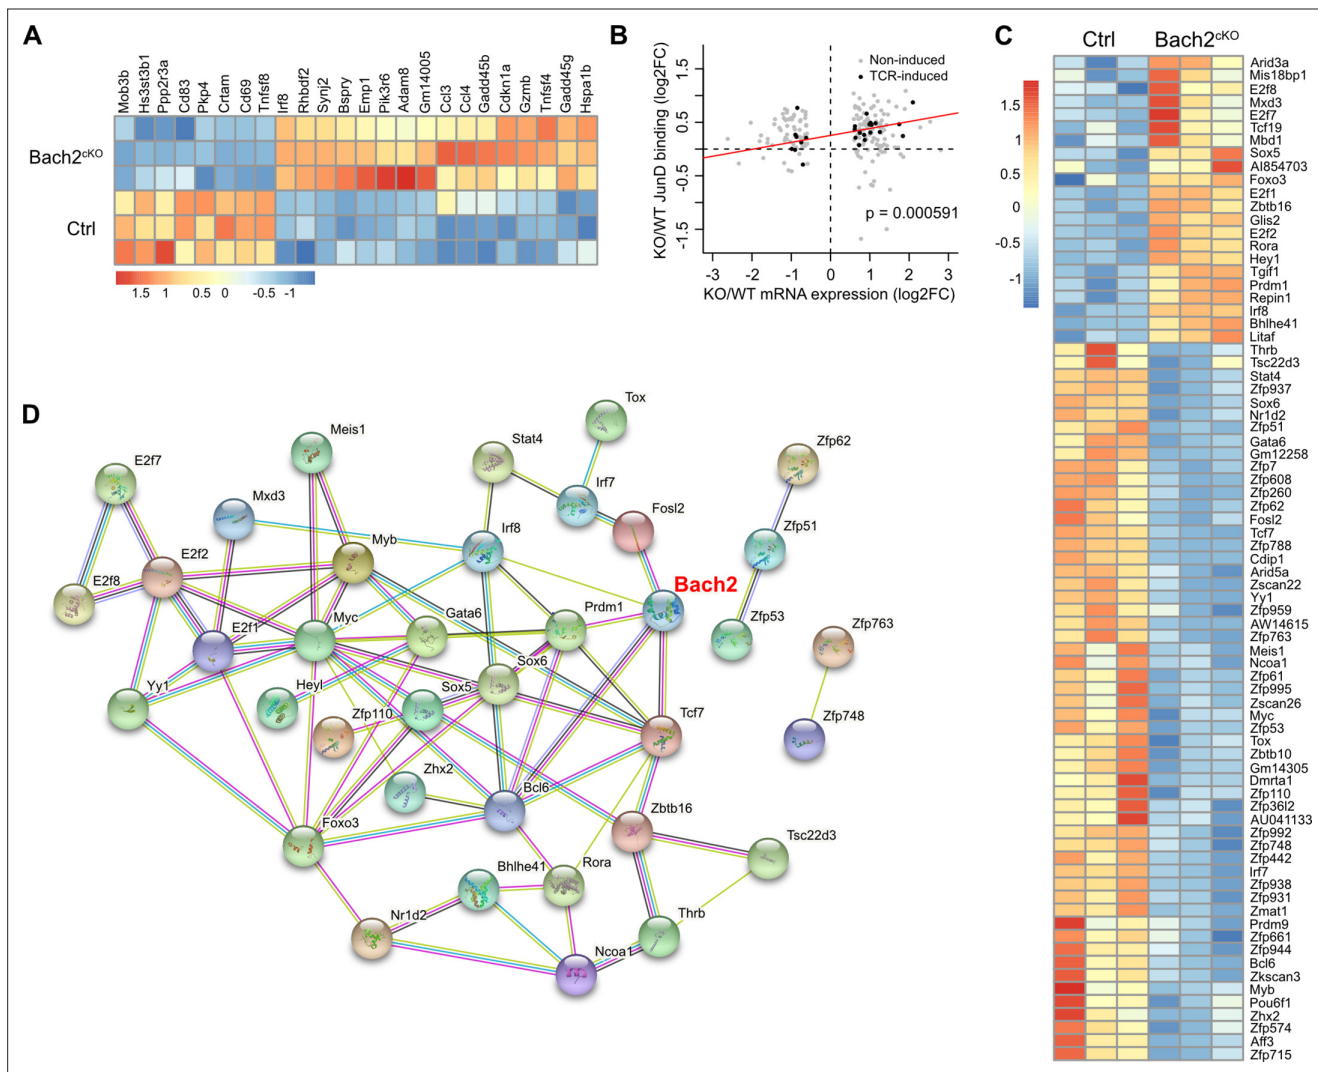 A
Mob3b
Hs3st3b1
Ppp2r3a
Cd83
Pkp4
Crtam
Cd69
Tnfsf8
Irf8
Rhbdf2
Synj2
Bspry
Emp1
Pik3r6
Adam8
Gm14005
Ccl3
Ccl4
Gadd45b
Cdkn1a
Gzmb
Tnfsf4
Gadd45g
Hspa1b
Bach2cKO
Ctrl
1.5 1 0.5 0 -0.5 -1
B
KO/WT JunD binding (log2FC)
1.5
0.5
-0.5
-1.5
Non-induced
TCR-induced
p = 0.000591
-3 -2 -1 0 1 2 3
KO/WT mRNA expression (log2FC)
C
Ctrl Bach2cKO
1.5
1
0.5
0
-0.5
-1
Arid3a
Mis18bp1
E2f8
Mxd3
E2f7
Tcf19
Mbd1
Sox5
AI854703
Foxo3
E2f1
Zbtb16
Glis2
E2f2
Rora
Hey1
Tgif1
Prdm1
Repin1
Irf8
Bhlhe41
Litaf
Thrb
Tsc22d3
Stat4
Zfp937
Sox6
Nr1d2
Zfp51
Gata6
Gm12258
Zfp7
Zfp608
Zfp260
Zfp62
Fosl2
Tcf7
Zfp788
Cdip1
Arid5a
Zscan22
Yy1
Zfp959
AW14615
Zfp763
Meis1
Ncoa1
Zfp61
Zfp995
Zscan26
Myc
Zfp53
Tox
Zbtb10
Gm14305
Dmrta1
Zfp110
Zfp36l2
AU041133
Zfp992
Zfp748
Zfp442
Irf7
Zfp938
Zfp931
Zmat1
Prdm9
Zfp661
Zfp944
Bcl6
Zkscan3
Myb
Pou6f1
Zhx2
Zfp574
Aff3
Zfp715
D
Tox
Meis1
Stat4
Zfp62
E2f7
Irf7
Mxd3
Fosl2
Irf8
Zfp51
Myb
E2f2
E2f8
Bach2
Gata6
Prdm1
Myc
Zfp53
Zfp763
E2f1
Sox6
Yy1
Heyl
Sox5
Zfp110
Tcf7
Zfp748
Zhx2
Bcl6
Zbtb16
Foxo3
Tsc22d3
Bhlhe41
Rora
Nr1d2
Thrb
Ncoa1